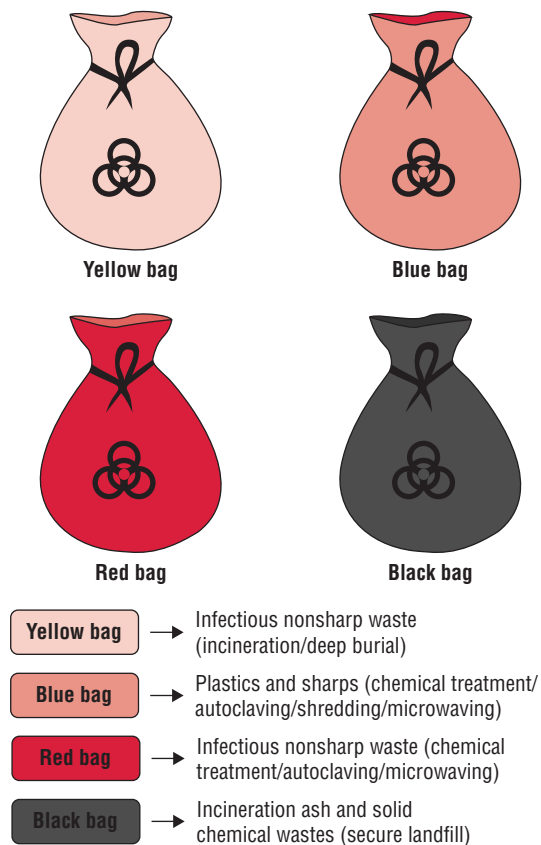 Yellow bag
Blue bag
Red bag
Black bag
Yellow bag
Infectious nonsharp waste
(incineration/deep burial)
Blue bag
Plastics and sharps (chemical treatment/
autoclaving/shredding/microwaving)
Red bag
Infectious nonsharp waste (chemical
treatment/autoclaving/microwaving)
Black bag
Incineration ash and solid
chemical wastes (secure landfill)